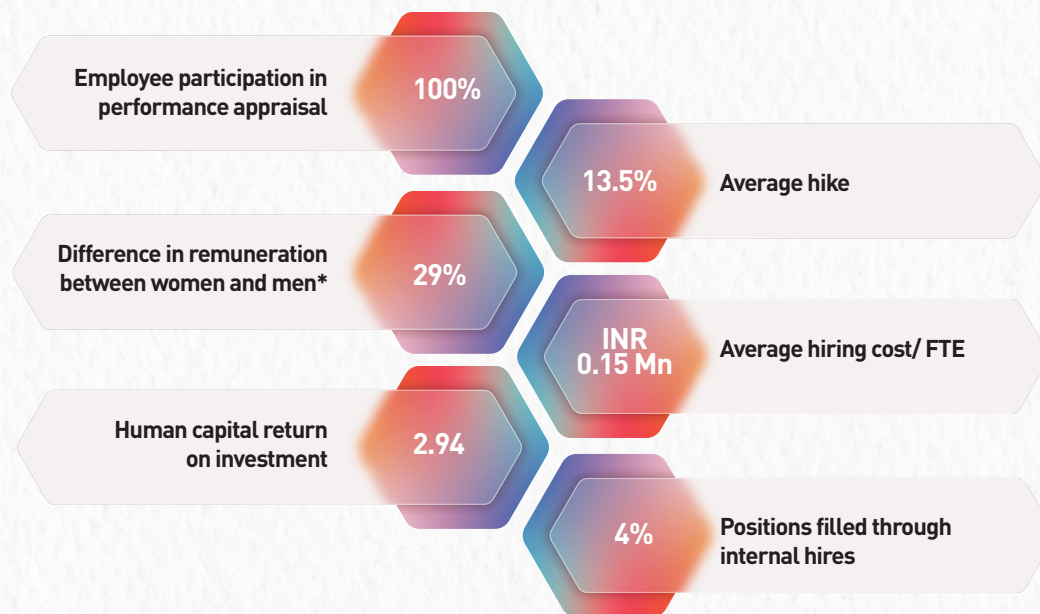 Employee participation in
performance appraisal
100%
13.5%
Average hike
Difference in remuneration
between women and men*
29%
INR
0.15 Mn
Average hiring cost/ FTE
Human capital return
on investment
2.94
4%
Positions filled through
internal hires